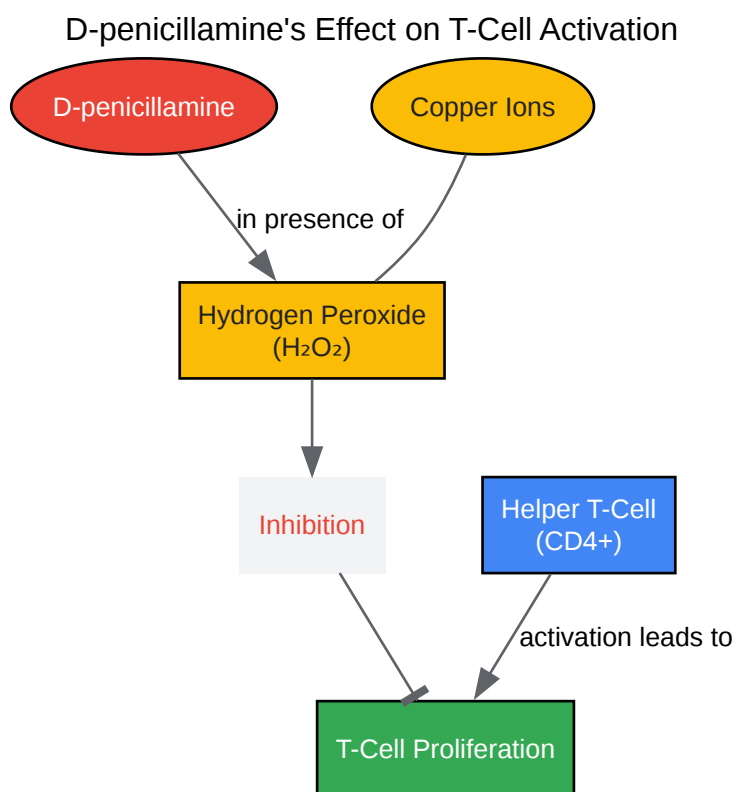 D-penicillamine's Effect on T-Cell Activation
D-penicillamine
Copper Ions
in presence of
Hydrogen Peroxide
(H₂O₂)
Inhibition
Helper T-Cell
(CD4+)
activation leads to
T-Cell Proliferation